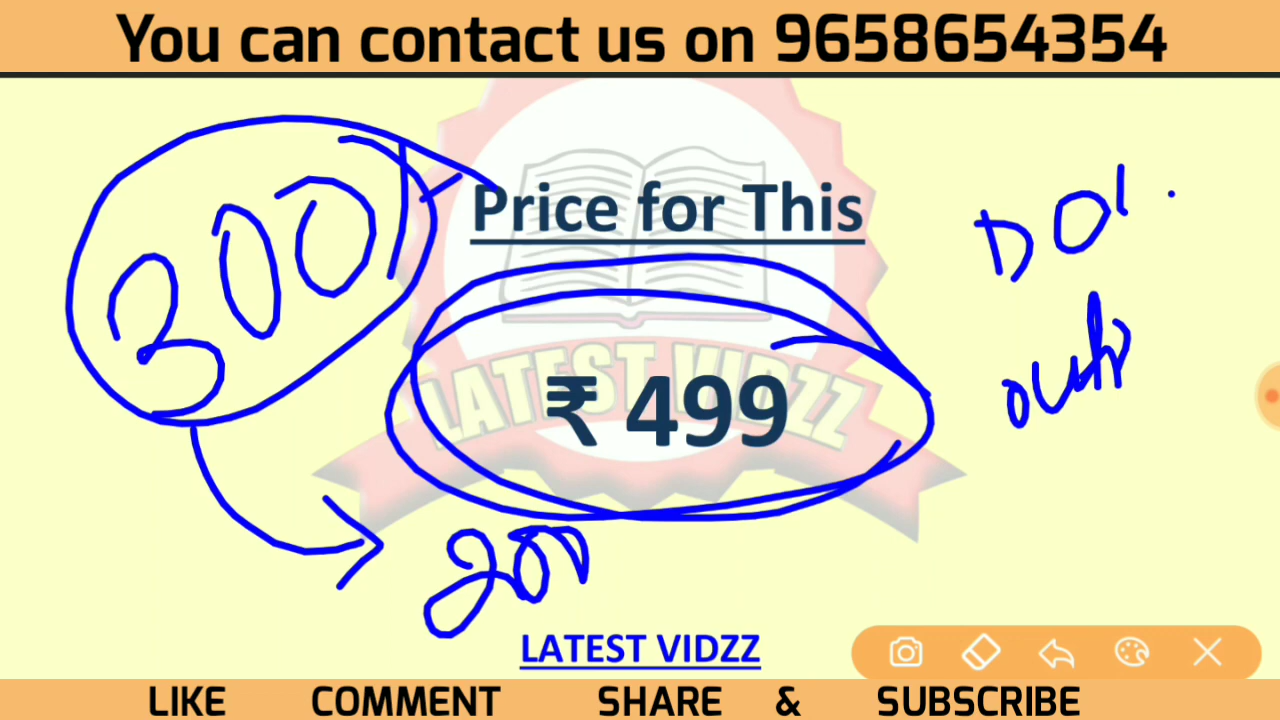 You can contact us on 9658654354
Price for This
300
LATEST VIDZZ
₹ 499
200
LATEST VIDZZ
LIKE COMMENT SHARE & SUBSCRIBE